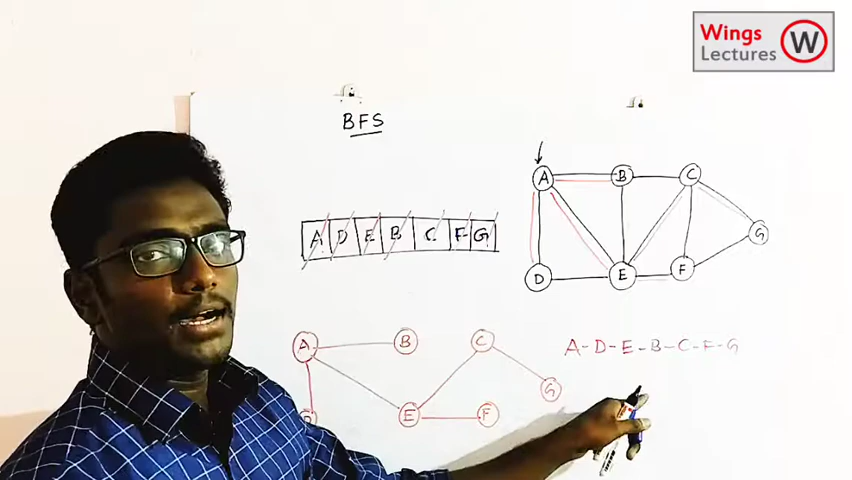 Wings
Lectures
W
BFS
A B C
A D E B C F G
G
D E F
A B C
A-D-E-B-C-F-G
G
E F